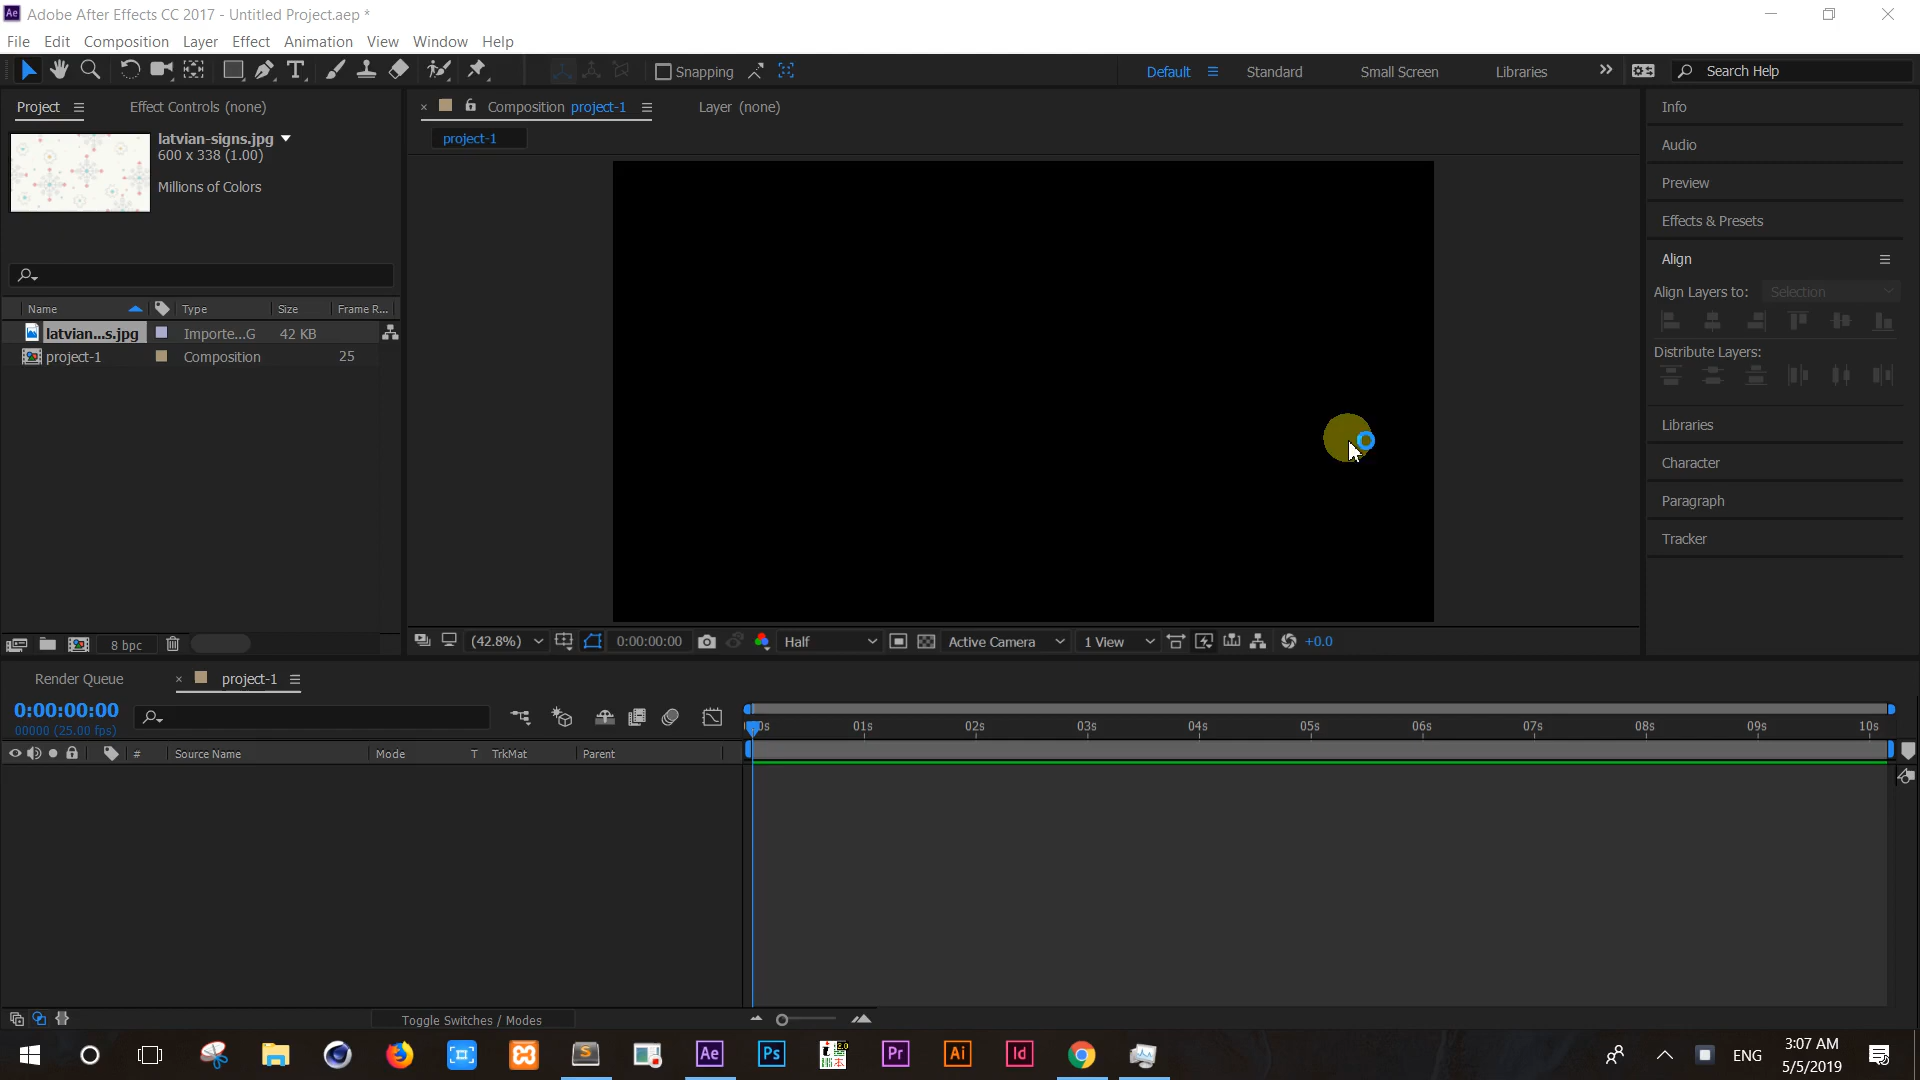 Ae Adobe After Effects CC 2017 - Untitled Project.aep *
File Edit Composition Layer Effect Animation View Window Help
Snapping Default Standard Small Screen Libraries Search Help
Project Effect Controls (none) Composition project-1 Layer (none) Info
latvian-signs.jpg project-1 Audio
600 x 338 (1.00)
Millions of Colors Preview
Effects & Presets
Align
Align Layers to: Selection
Name Type Size Frame R...
latvian...s.jpg Importe...G 42 KB
project-1 Composition 25 Distribute Layers:
Libraries
Character
Paragraph
Tracker
8 bpc (42.8%) 0:00:00:00 Half Active Camera 1 View +0.0
Render Queue project-1
0:00:00:00
00000 (25.00 fps) 01s 02s 03s 04s 05s 06s 07s 08s 09s 10s
# Source Name Mode T TrkMat Parent
Toggle Switches / Modes
S Ae Ps Pr Ai Id ENG 3:07 AM
5/5/2019